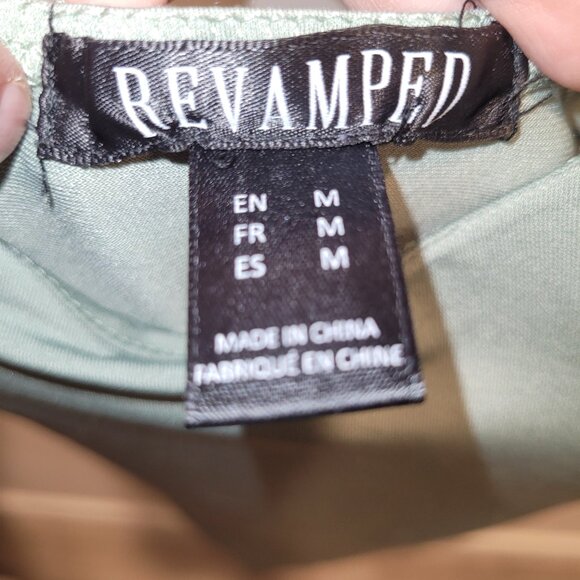 REVAMPED
EN M
FR M
ES M
MADE IN CHINA
FABRIQUÉ EN CHINE